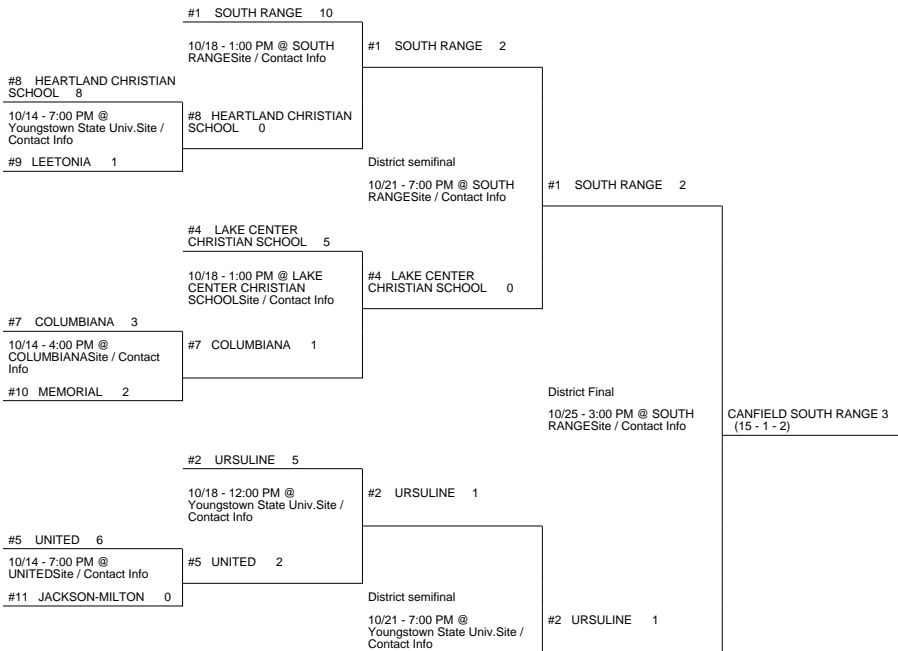 #1 SOUTH RANGE 10
10/18 - 1:00 PM @ SOUTH
RANGESite / Contact Info
#1 SOUTH RANGE 2
#8 HEARTLAND CHRISTIAN
SCHOOL 8
10/14 - 7:00 PM @
Youngstown State Univ.Site /
Contact Info
#8 HEARTLAND CHRISTIAN
SCHOOL 0
#9 LEETONIA 1
District semifinal
10/21 - 7:00 PM @ SOUTH
RANGESite / Contact Info
#1 SOUTH RANGE 2
#4 LAKE CENTER
CHRISTIAN SCHOOL 5
10/18 - 1:00 PM @ LAKE
CENTER CHRISTIAN
SCHOOLSite / Contact Info
#4 LAKE CENTER
CHRISTIAN SCHOOL 0
#7 COLUMBIANA 3
10/14 - 4:00 PM @
COLUMBIANASite / Contact
Info
#7 COLUMBIANA 1
#10 MEMORIAL 2
District Final
10/25 - 3:00 PM @ SOUTH
RANGESite / Contact Info
CANFIELD SOUTH RANGE 3
(15 - 1 - 2)
#2 URSULINE 5
10/18 - 12:00 PM @
Youngstown State Univ.Site /
Contact Info
#2 URSULINE 1
#5 UNITED 6
10/14 - 7:00 PM @
UNITEDSite / Contact Info
#5 UNITED 2
#11 JACKSON-MILTON 0
District semifinal
10/21 - 7:00 PM @
Youngstown State Univ.Site /
Contact Info
#2 URSULINE 1